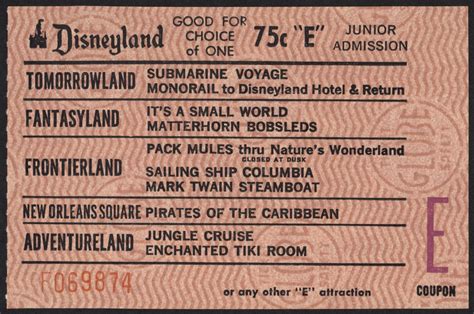 Disneyland
GOOD FOR
CHOICE
of ONE
75c "E"
JUNIOR
ADMISSION
TOMORROWLAND
SUBMARINE VOYAGE
MONORAIL to Disneyland Hotel & Return
FANTASYLAND
IT'S A SMALL WORLD
MATTERHORN BOBSLEDS
FRONTIERLAND
PACK MULES thru Nature's Wonderland
CLOSED AT DUSK
SAILING SHIP COLUMBIA
MARK TWAIN STEAMBOAT
NEW ORLEANS SQUARE
PIRATES OF THE CARIBBEAN
ADVENTURELAND
JUNGLE CRUISE
ENCHANTED TIKI ROOM
E
F069874
or any other "E" attraction
COUPON